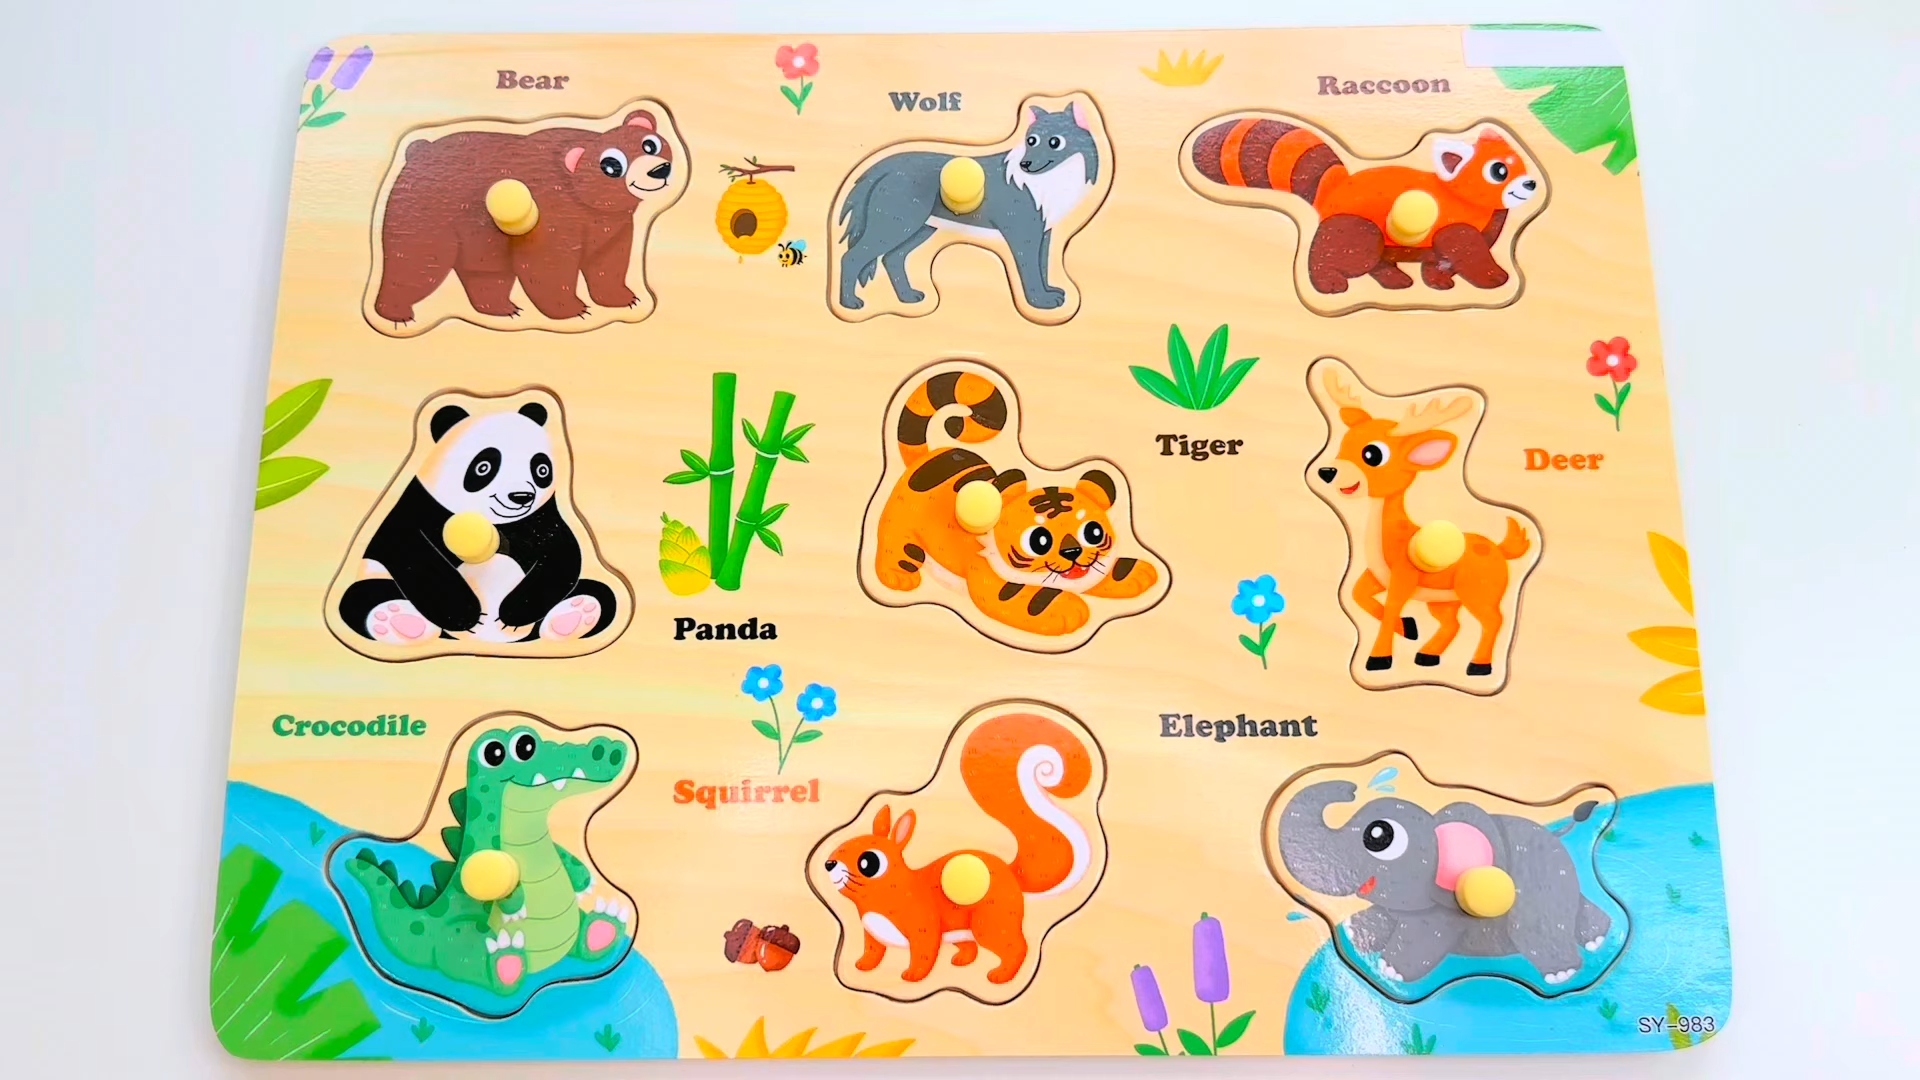 Bear
Wolf
Raccoon
Tiger
Deer
Panda
Crocodile
Elephant
Squirrel
SY-983